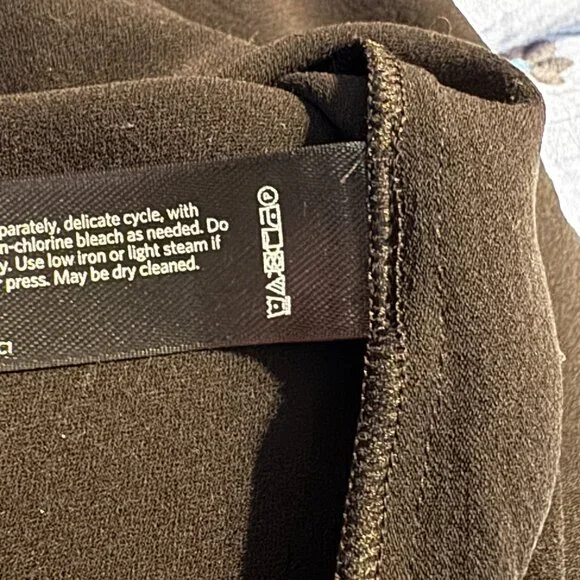 parately, delicate cycle, with
n-chlorine bleach as needed. Do
y. Use low iron or light steam if
press. May be dry cleaned.
P